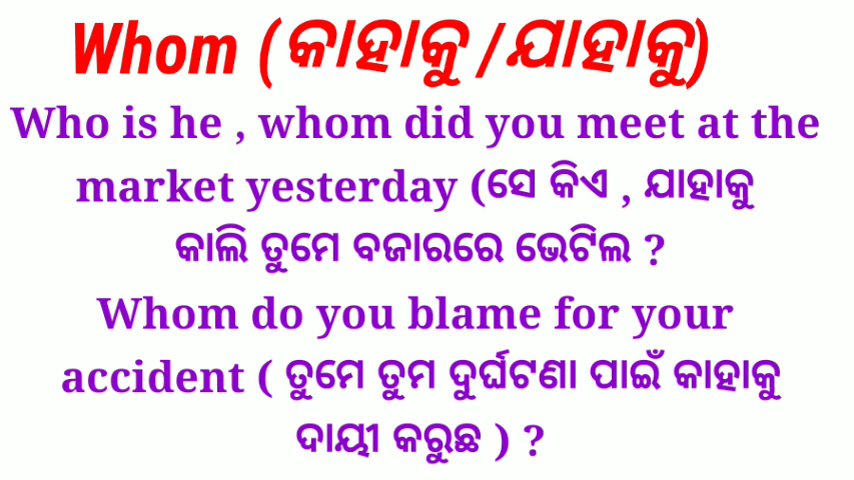 Whom (କାହାକୁ /ଯାହାକୁ)
Who is he , whom did you meet at the
market yesterday (ସେ କିଏ , ଯାହାକୁ
କାଲି ତୁମେ ବଜାରରେ ଭେଟିଲ ?
Whom do you blame for your
accident ( ତୁମେ ତୁମ ଦୁର୍ଘଟଣା ପାଇଁ କାହାକୁ
ଦାୟୀ କରୁଛ ) ?